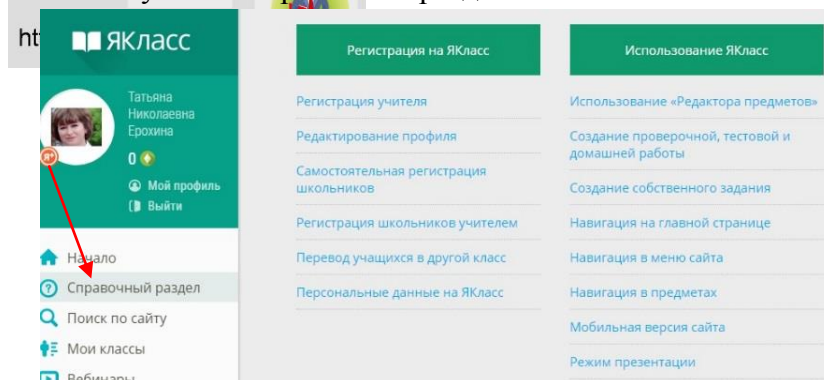 ht
ЯКласс
Татьяна
Николаевна
Ерохина
0
Я+
Мой профиль
Выйти
Начало
Справочный раздел
Поиск по сайту
Мои классы
Вебинары
Регистрация на ЯКласс
Регистрация учителя
Редактирование профиля
Самостоятельная регистрация
школьников
Регистрация школьников учителем
Перевод учащихся в другой класс
Персональные данные на ЯКласс
Использование ЯКласс
Использование «Редактора предметов»
Создание проверочной, тестовой и
домашней работы
Создание собственного задания
Навигация на главной странице
Навигация в меню сайта
Навигация в предметах
Мобильная версия сайта
Режим презентации